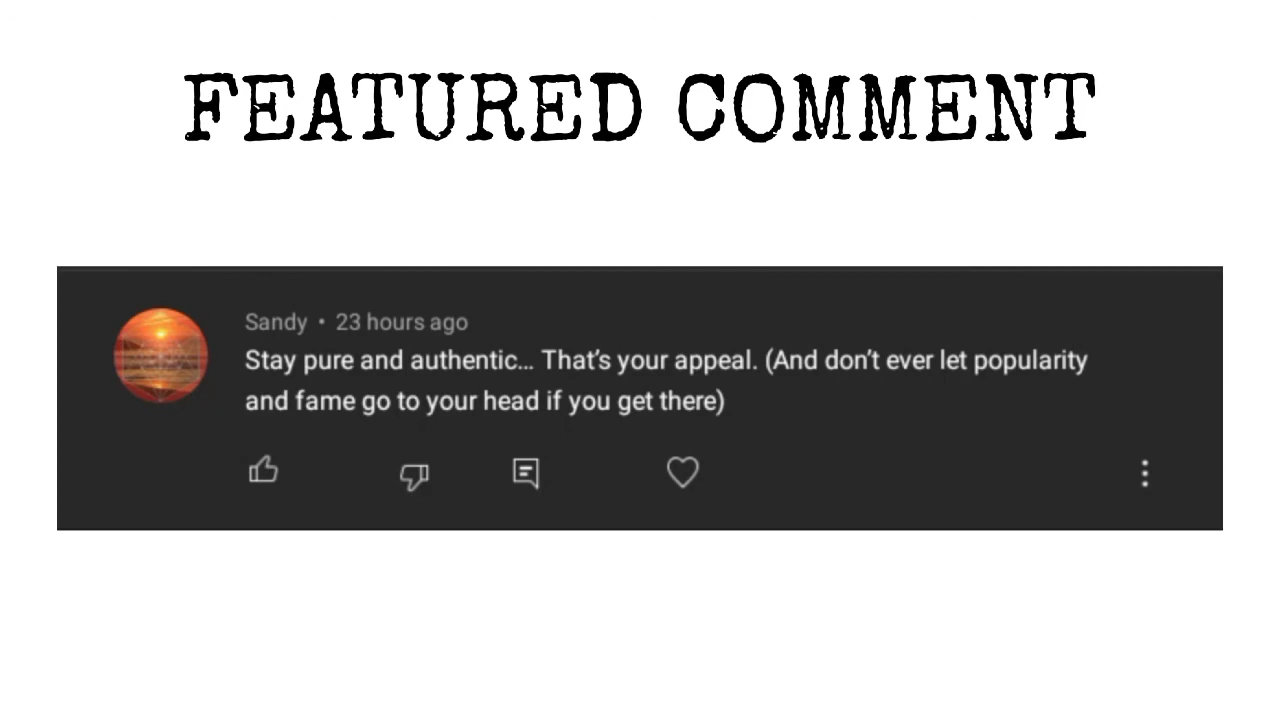 FEATURED COMMENT
Sandy • 23 hours ago
Stay pure and authentic... That's your appeal. (And don't ever let popularity
and fame go to your head if you get there)